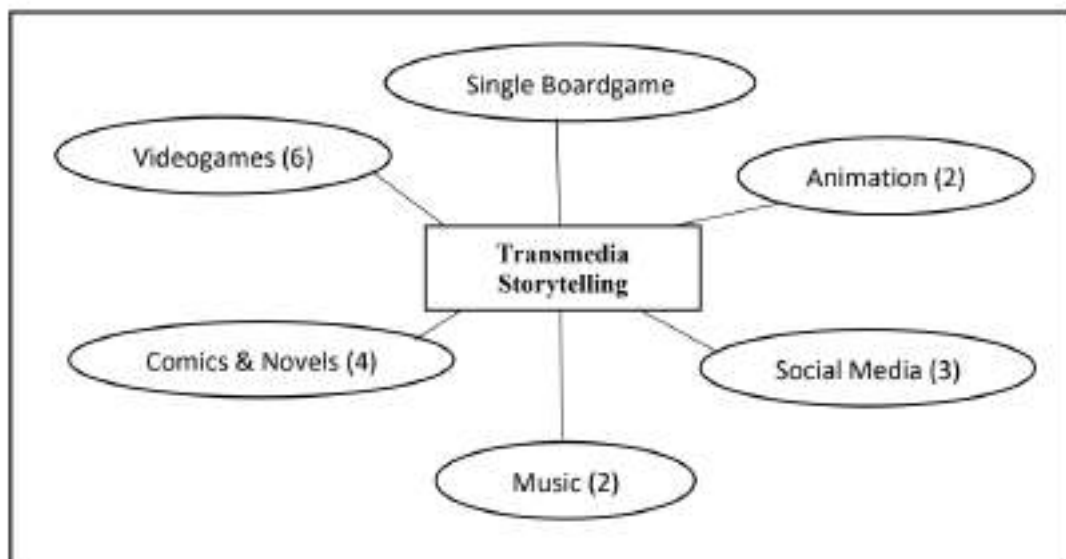 Single Boardgame
Videogames (6)
Animation (2)
Transmedia
Storytelling
Comics & Novels (4)
Social Media (3)
Music (2)